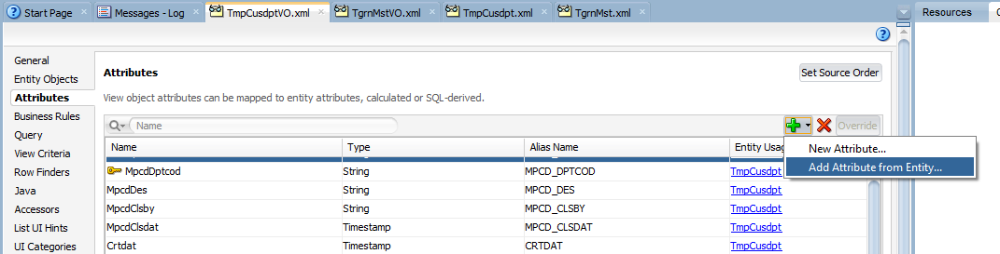 Start Page Messages - Log TmpCusdptVO.xml TgrnMstVO.xml TmpCusdpt.xml TgrnMst.xml Resources
General
Entity Objects
Attributes
Business Rules
Query
View Criteria
Row Finders
Java
Accessors
List UI Hints
UI Categories
Attributes
Set Source Order
View object attributes can be mapped to entity attributes, calculated or SQL-derived.
Name Override
Name Type Alias Name Entity Usag
MpcdDptcod String MPCD_DPTCOD TmpCusdpt
MpcdDes String MPCD_DES TmpCusdpt
MpcdClsby String MPCD_CLSBY TmpCusdpt
MpcdClsdat Timestamp MPCD_CLSDAT TmpCusdpt
Crtdat Timestamp CRTDAT TmpCusdpt
New Attribute...
Add Attribute from Entity...